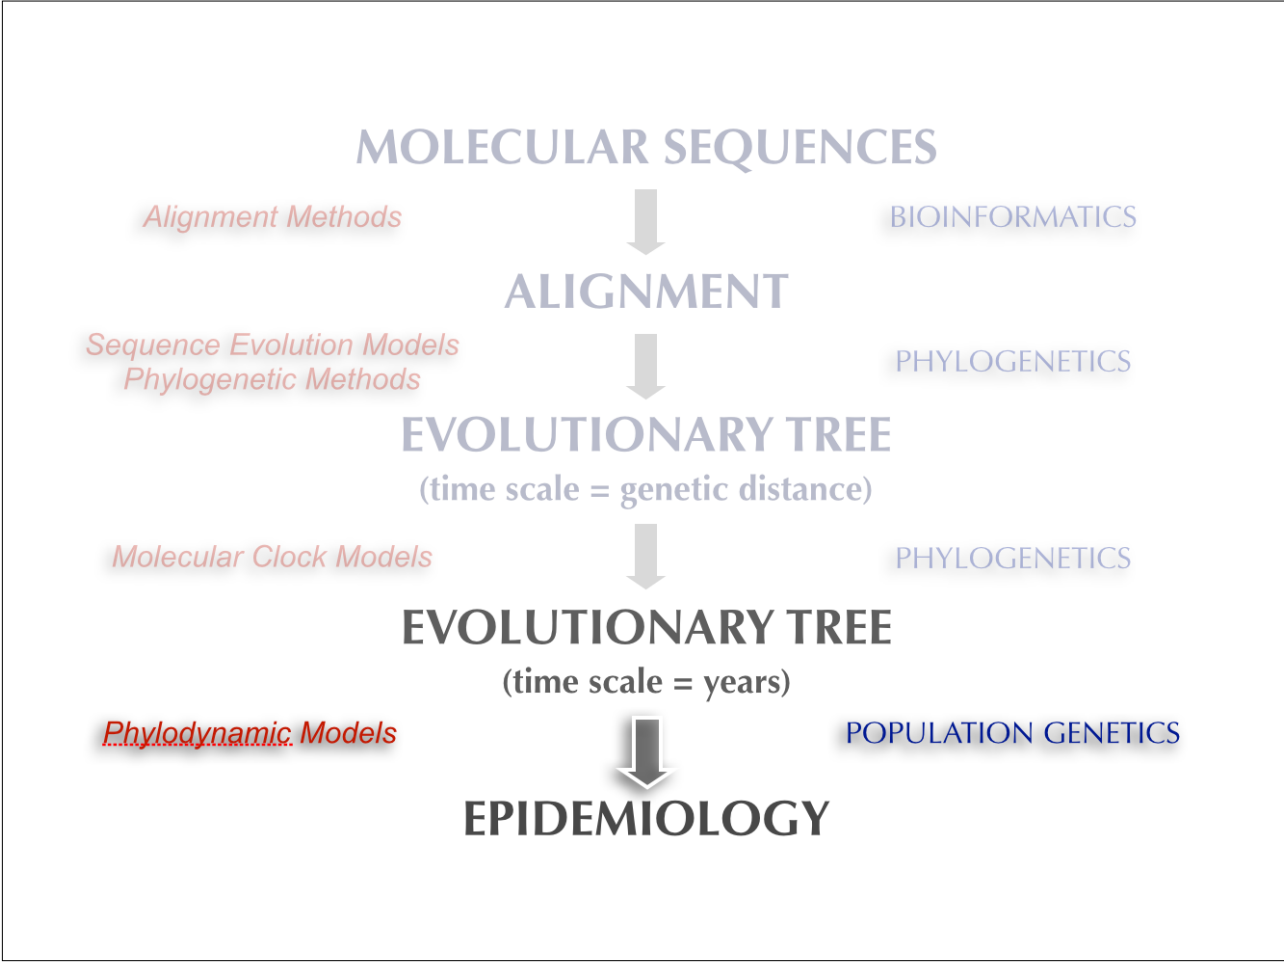 MOLECULAR SEQUENCES
Alignment Methods
BIOINFORMATICS
ALIGNMENT
Sequence Evolution Models
Phylogenetic Methods
PHYLOGENETICS
EVOLUTIONARY TREE
(time scale = genetic distance)
Molecular Clock Models
PHYLOGENETICS
EVOLUTIONARY TREE
(time scale = years)
Phylodynamic Models
POPULATION GENETICS
EPIDEMIOLOGY